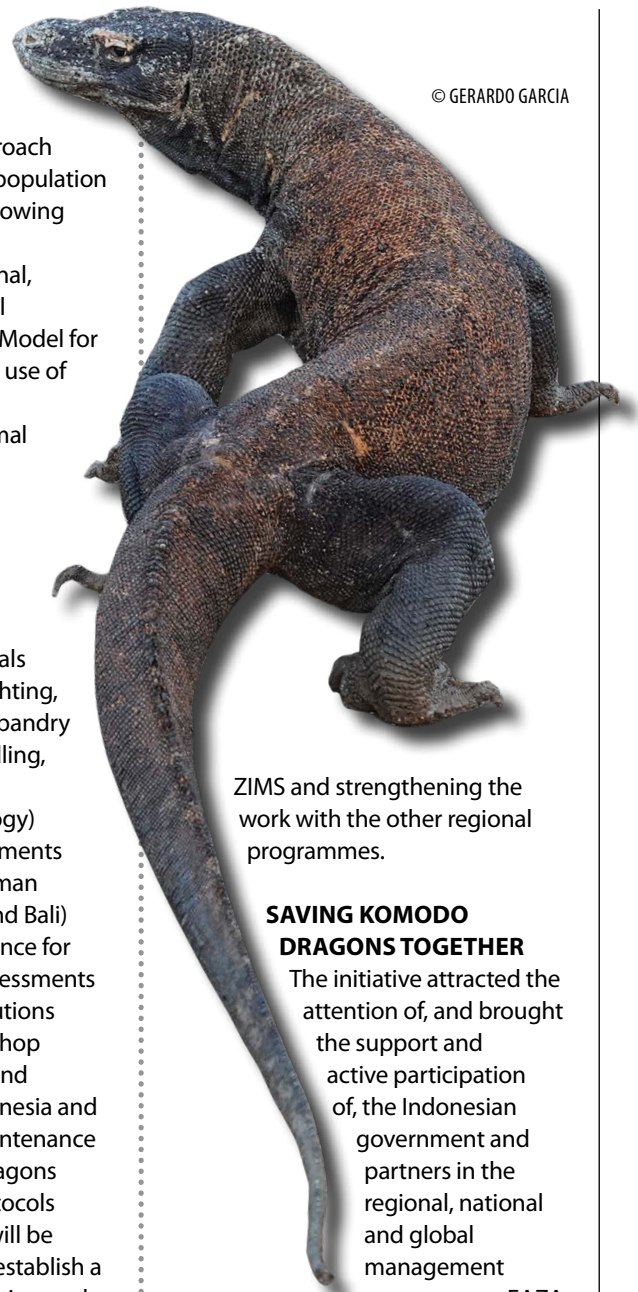 © GERARDO GARCIA
roach
population
owing
nal,
l
Model for
use of
nal
als
hting,
bandry
lling,
ogy)
ments
man
nd Bali)
nce for
essments
utions
hop
nd
nesia and
ntenance
agons
tocols
will be
establish a
ZIMS and strengthening the
work with the other regional
programmes.
SAVING KOMODO
DRAGONS TOGETHER
The initiative attracted the
attention of, and brought
the support and
active participation
of, the Indonesian
government and
partners in the
regional, national
and global
management
EAZA